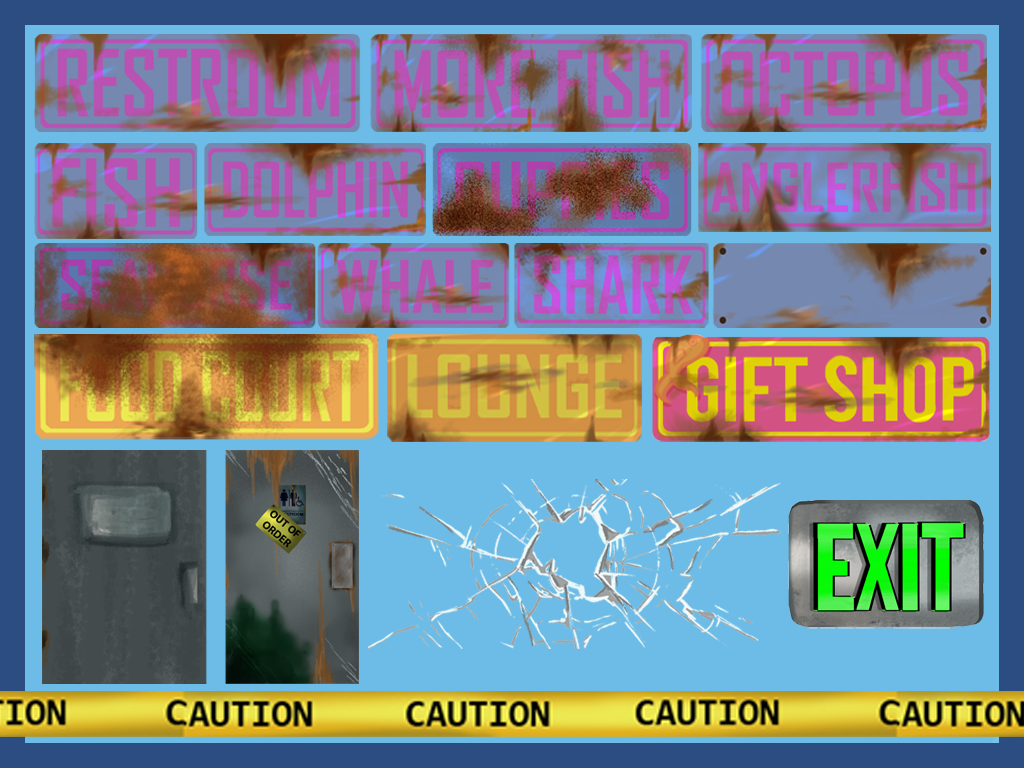 RESTROOM
MORE FISH
OCTOPUS
FISH
DOLPHIN
ANGLERFISH
SEAHORSE
WHALE
SHARK
FOOD COURT
LOUNGE
GIFT SHOP
OUT OF
ORDER
EXIT
TION CAUTION CAUTION CAUTION CAUTION